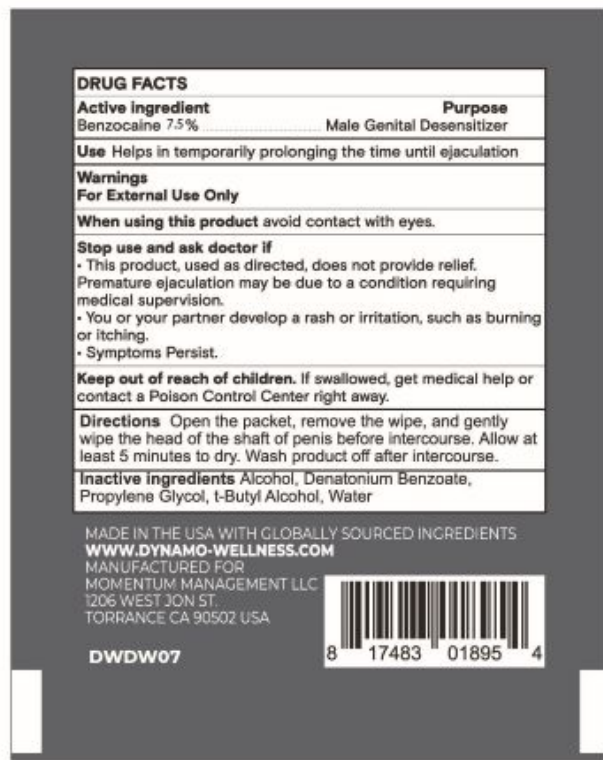 DRUG FACTS
Active ingredient Purpose
Benzocaine 7.5% ........................ Male Genital Desensitizer
Use Helps in temporarily prolonging the time until ejaculation
Warnings
For External Use Only
When using this product avoid contact with eyes.
Stop use and ask doctor if
• This product, used as directed, does not provide relief.
Premature ejaculation may be due to a condition requiring
medical supervision.
• You or your partner develop a rash or irritation, such as burning
or itching.
• Symptoms Persist.
Keep out of reach of children. If swallowed, get medical help or
contact a Poison Control Center right away.
Directions Open the packet, remove the wipe, and gently
wipe the head of the shaft of penis before intercourse. Allow at
least 5 minutes to dry. Wash product off after intercourse.
Inactive ingredients Alcohol, Denatonium Benzoate,
Propylene Glycol, t-Butyl Alcohol, Water
MADE IN THE USA WITH GLOBALLY SOURCED INGREDIENTS
WWW.DYNAMO-WELLNESS.COM
MANUFACTURED FOR
MOMENTUM MANAGEMENT LLC
1206 WEST JON ST.
TORRANCE CA 90502 USA
DWDW07
8 17483 01895 4